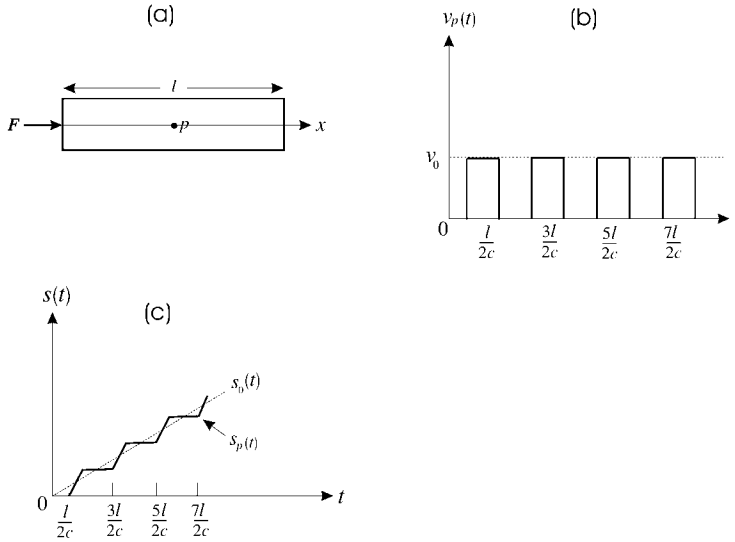 (a)
l
F
p
x
(b)
v_p(t)
v_0
0
l/2c 3l/2c 5l/2c 7l/2c
(c)
s(t)
s_0(t)
s_p(t)
0
l/2c 3l/2c 5l/2c 7l/2c
t